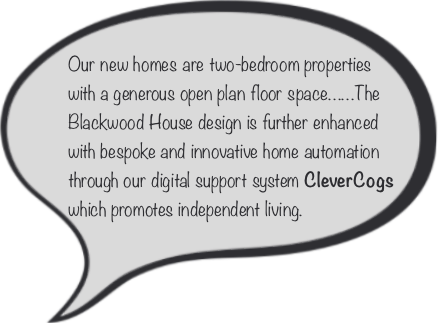 Our new homes are two-bedroom properties
with a generous open plan floor space......The
Blackwood House design is further enhanced
with bespoke and innovative home automation
through our digital support system CleverCogs
which promotes independent living.